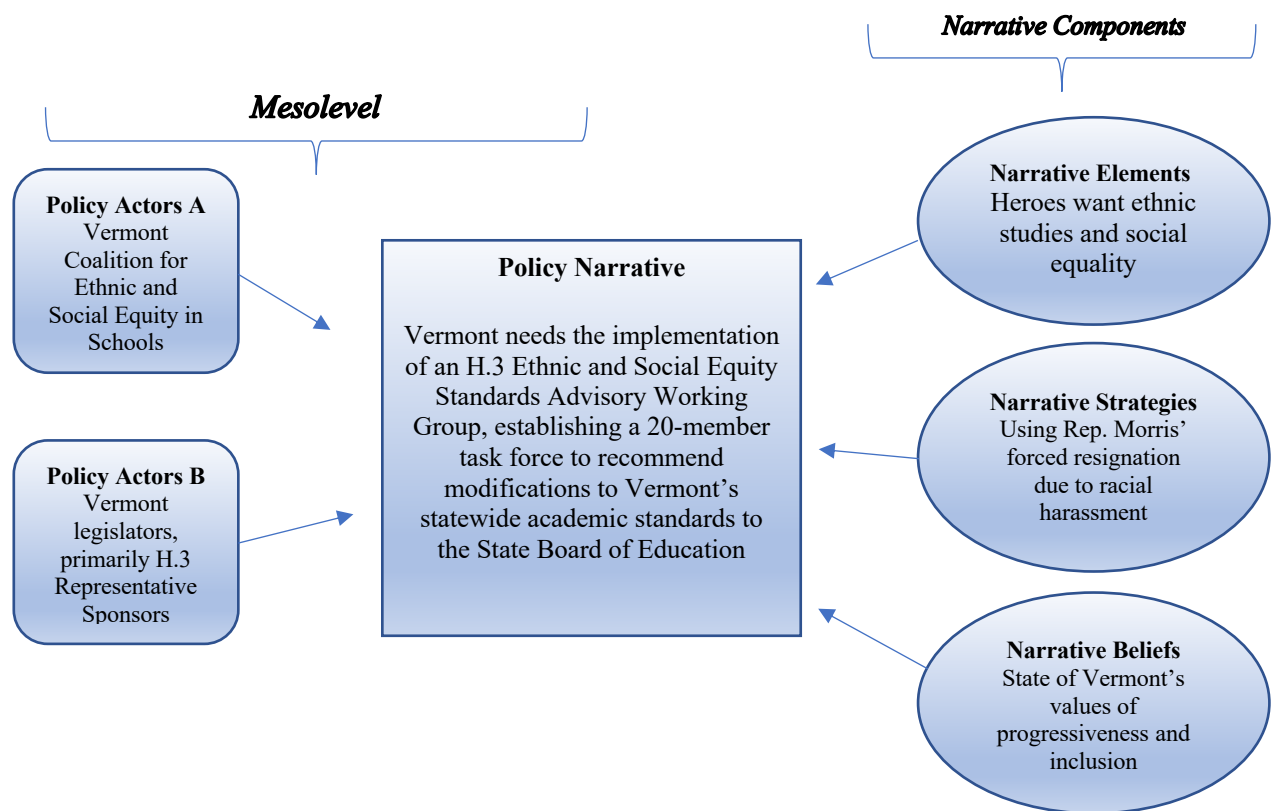 Narrative Components
Mesolevel
Policy Actors A
Vermont
Coalition for
Ethnic and
Social Equity in
Schools
Policy Actors B
Vermont
legislators,
primarily H.3
Representative
Sponsors
Policy Narrative
Vermont needs the implementation
of an H.3 Ethnic and Social Equity
Standards Advisory Working
Group, establishing a 20-member
task force to recommend
modifications to Vermont’s
statewide academic standards to
the State Board of Education
Narrative Elements
Heroes want ethnic
studies and social
equality
Narrative Strategies
Using Rep. Morris’
forced resignation
due to racial
harassment
Narrative Beliefs
State of Vermont’s
values of
progressiveness and
inclusion